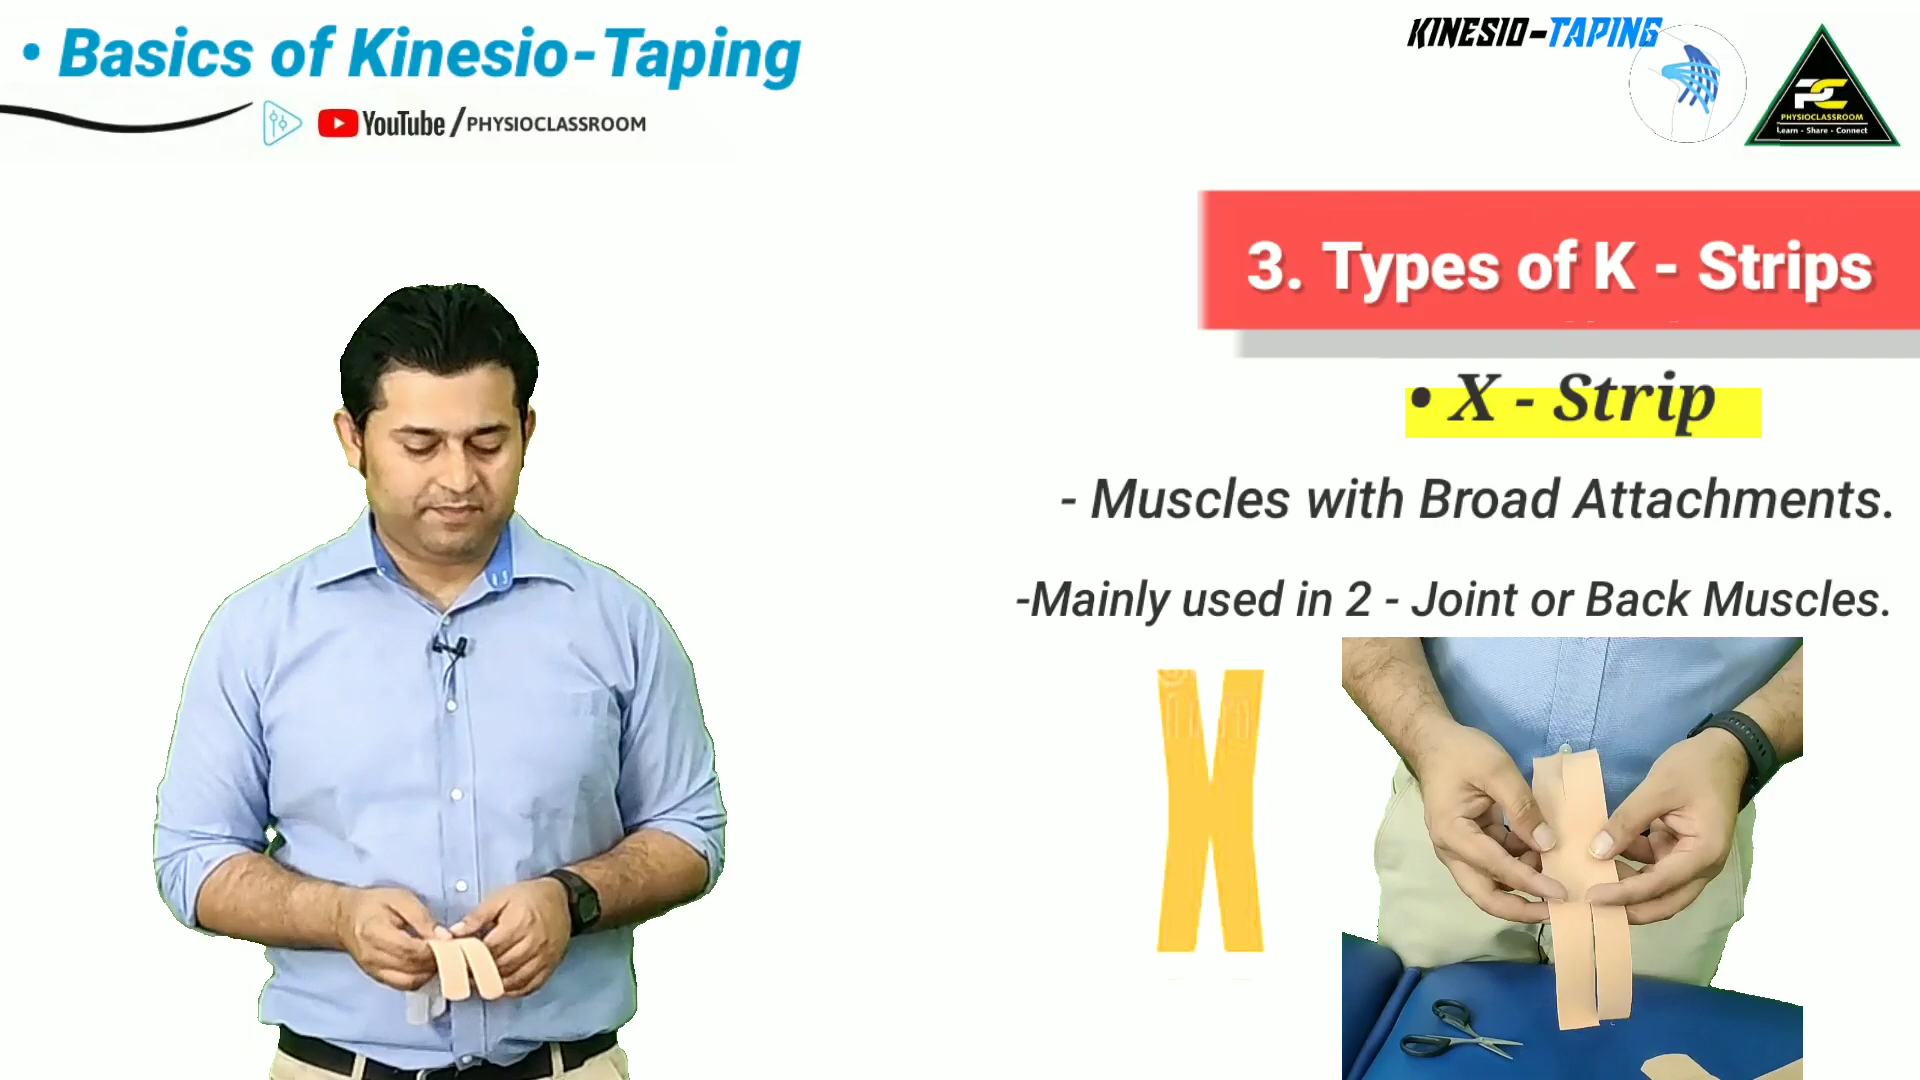 • Basics of Kinesio-Taping
YouTube /PHYSIOCLASSROOM
KINESIO-TAPING
PC
PHYSIOCLASSROOM
Learn - Share - Connect
3. Types of K - Strips
• X - Strip
- Muscles with Broad Attachments.
-Mainly used in 2 - Joint or Back Muscles.